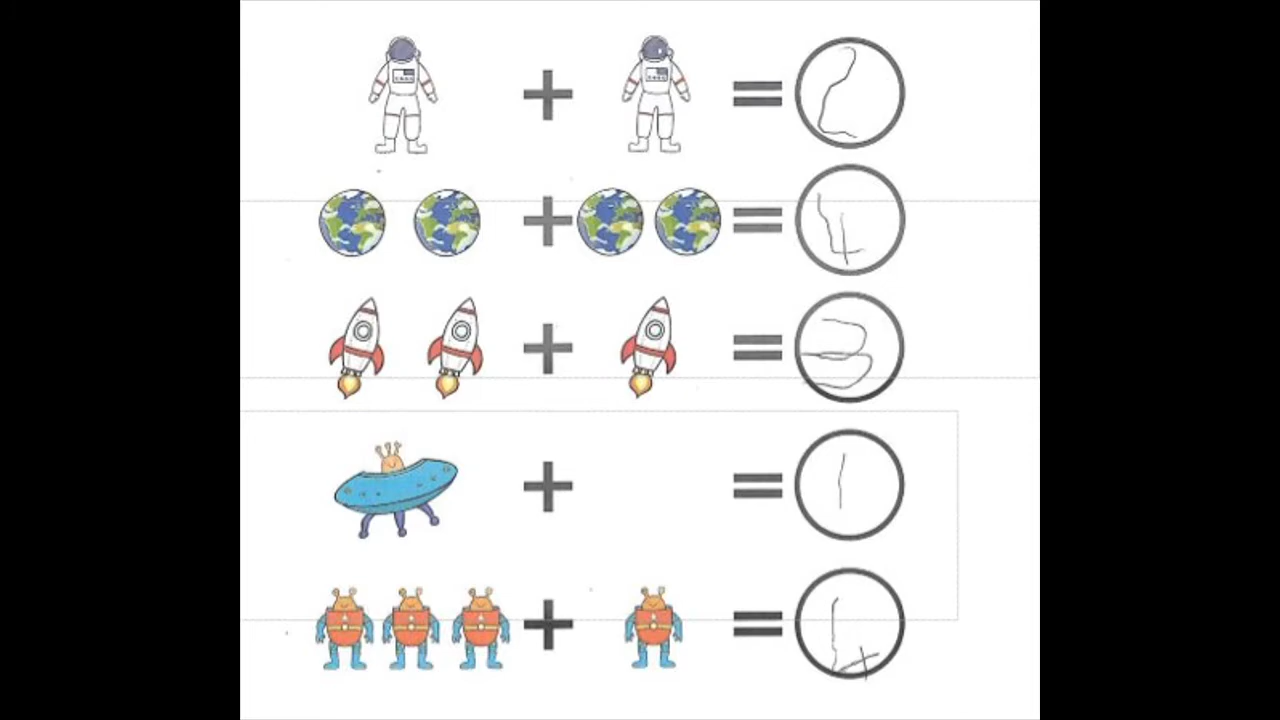 + = 2
+ = 4
+ = 3
+ = 1
+ = 4